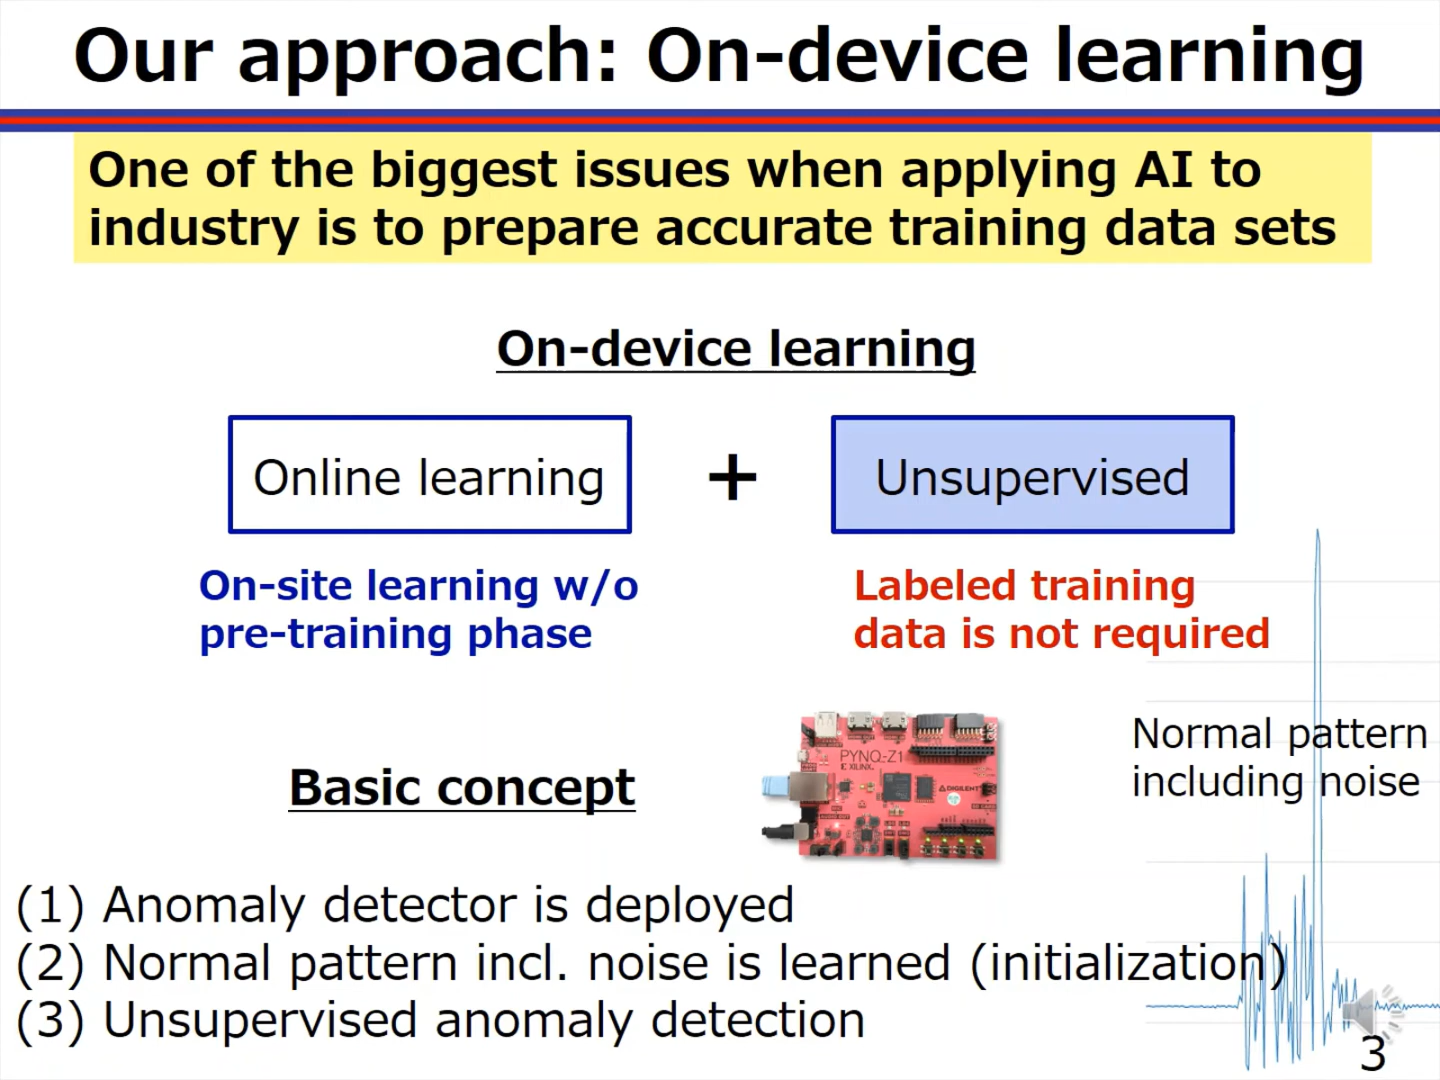 Our approach: On-device learning
One of the biggest issues when applying AI to
industry is to prepare accurate training data sets
On-device learning
Online learning
+
Unsupervised
On-site learning w/o
pre-training phase
Labeled training
data is not required
Basic concept
PYNQ-Z1
XILINX
DIGILENT
Normal pattern
including noise
(1) Anomaly detector is deployed
(2) Normal pattern incl. noise is learned (initialization)
(3) Unsupervised anomaly detection
3